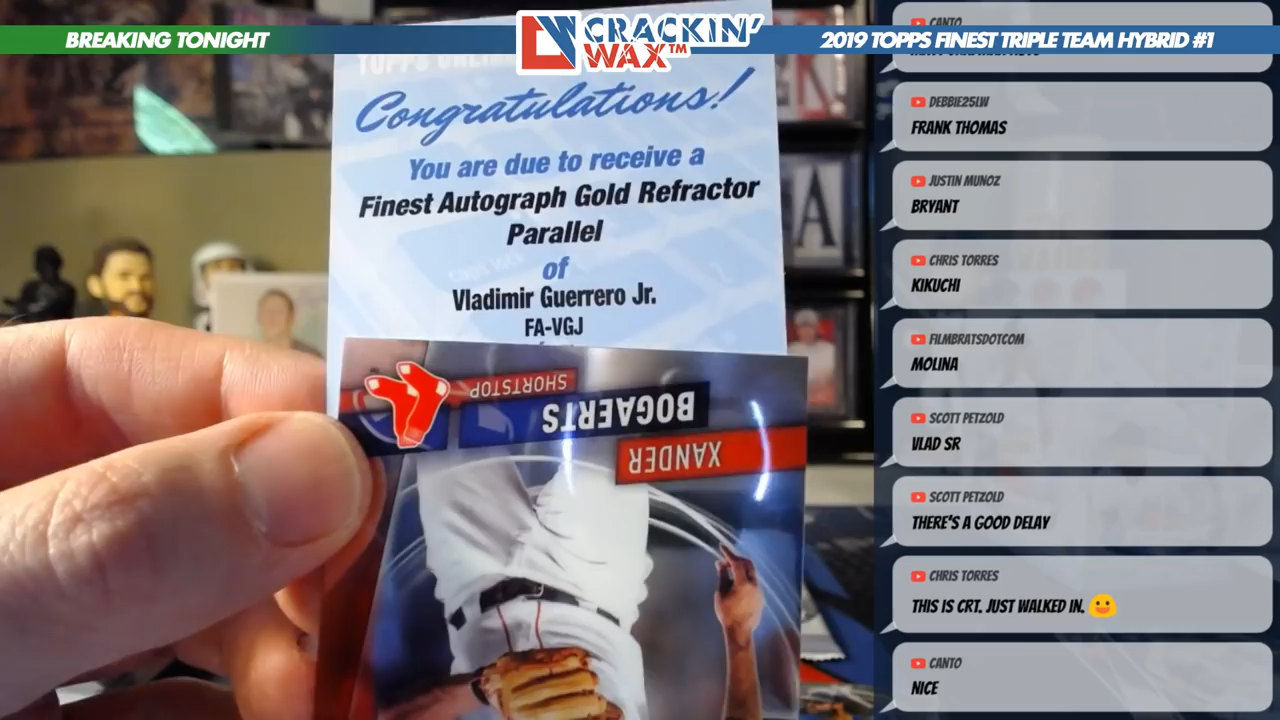 BREAKING TONIGHT
CRACKIN'
WAX™
2019 TOPPS FINEST TRIPLE TEAM HYBRID #1
Congratulations!
You are due to receive a
Finest Autograph Gold Refractor
Parallel
of
Vladimir Guerrero Jr.
FA-VGJ
SHORTSTOP
BOGAERTS
XANDER
A
CANTO
DEBBIE25LW
FRANK THOMAS
JUSTIN MUNOZ
BRYANT
CHRIS TORRES
KIKUCHI
FILMBRATSDOTCOM
MOLINA
SCOTT PETZOLD
VLAD SR
SCOTT PETZOLD
THERE'S A GOOD DELAY
CHRIS TORRES
THIS IS CRT. JUST WALKED IN. 😃
CANTO
NICE